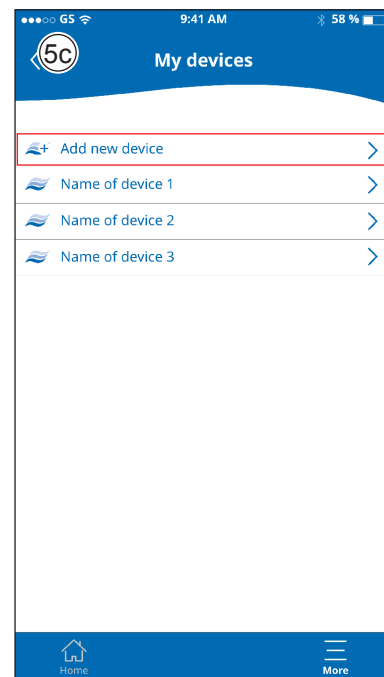 ●●●○○ GS 9:41 AM 58 %
5c
My devices
Add new device
Name of device 1
Name of device 2
Name of device 3
Home More